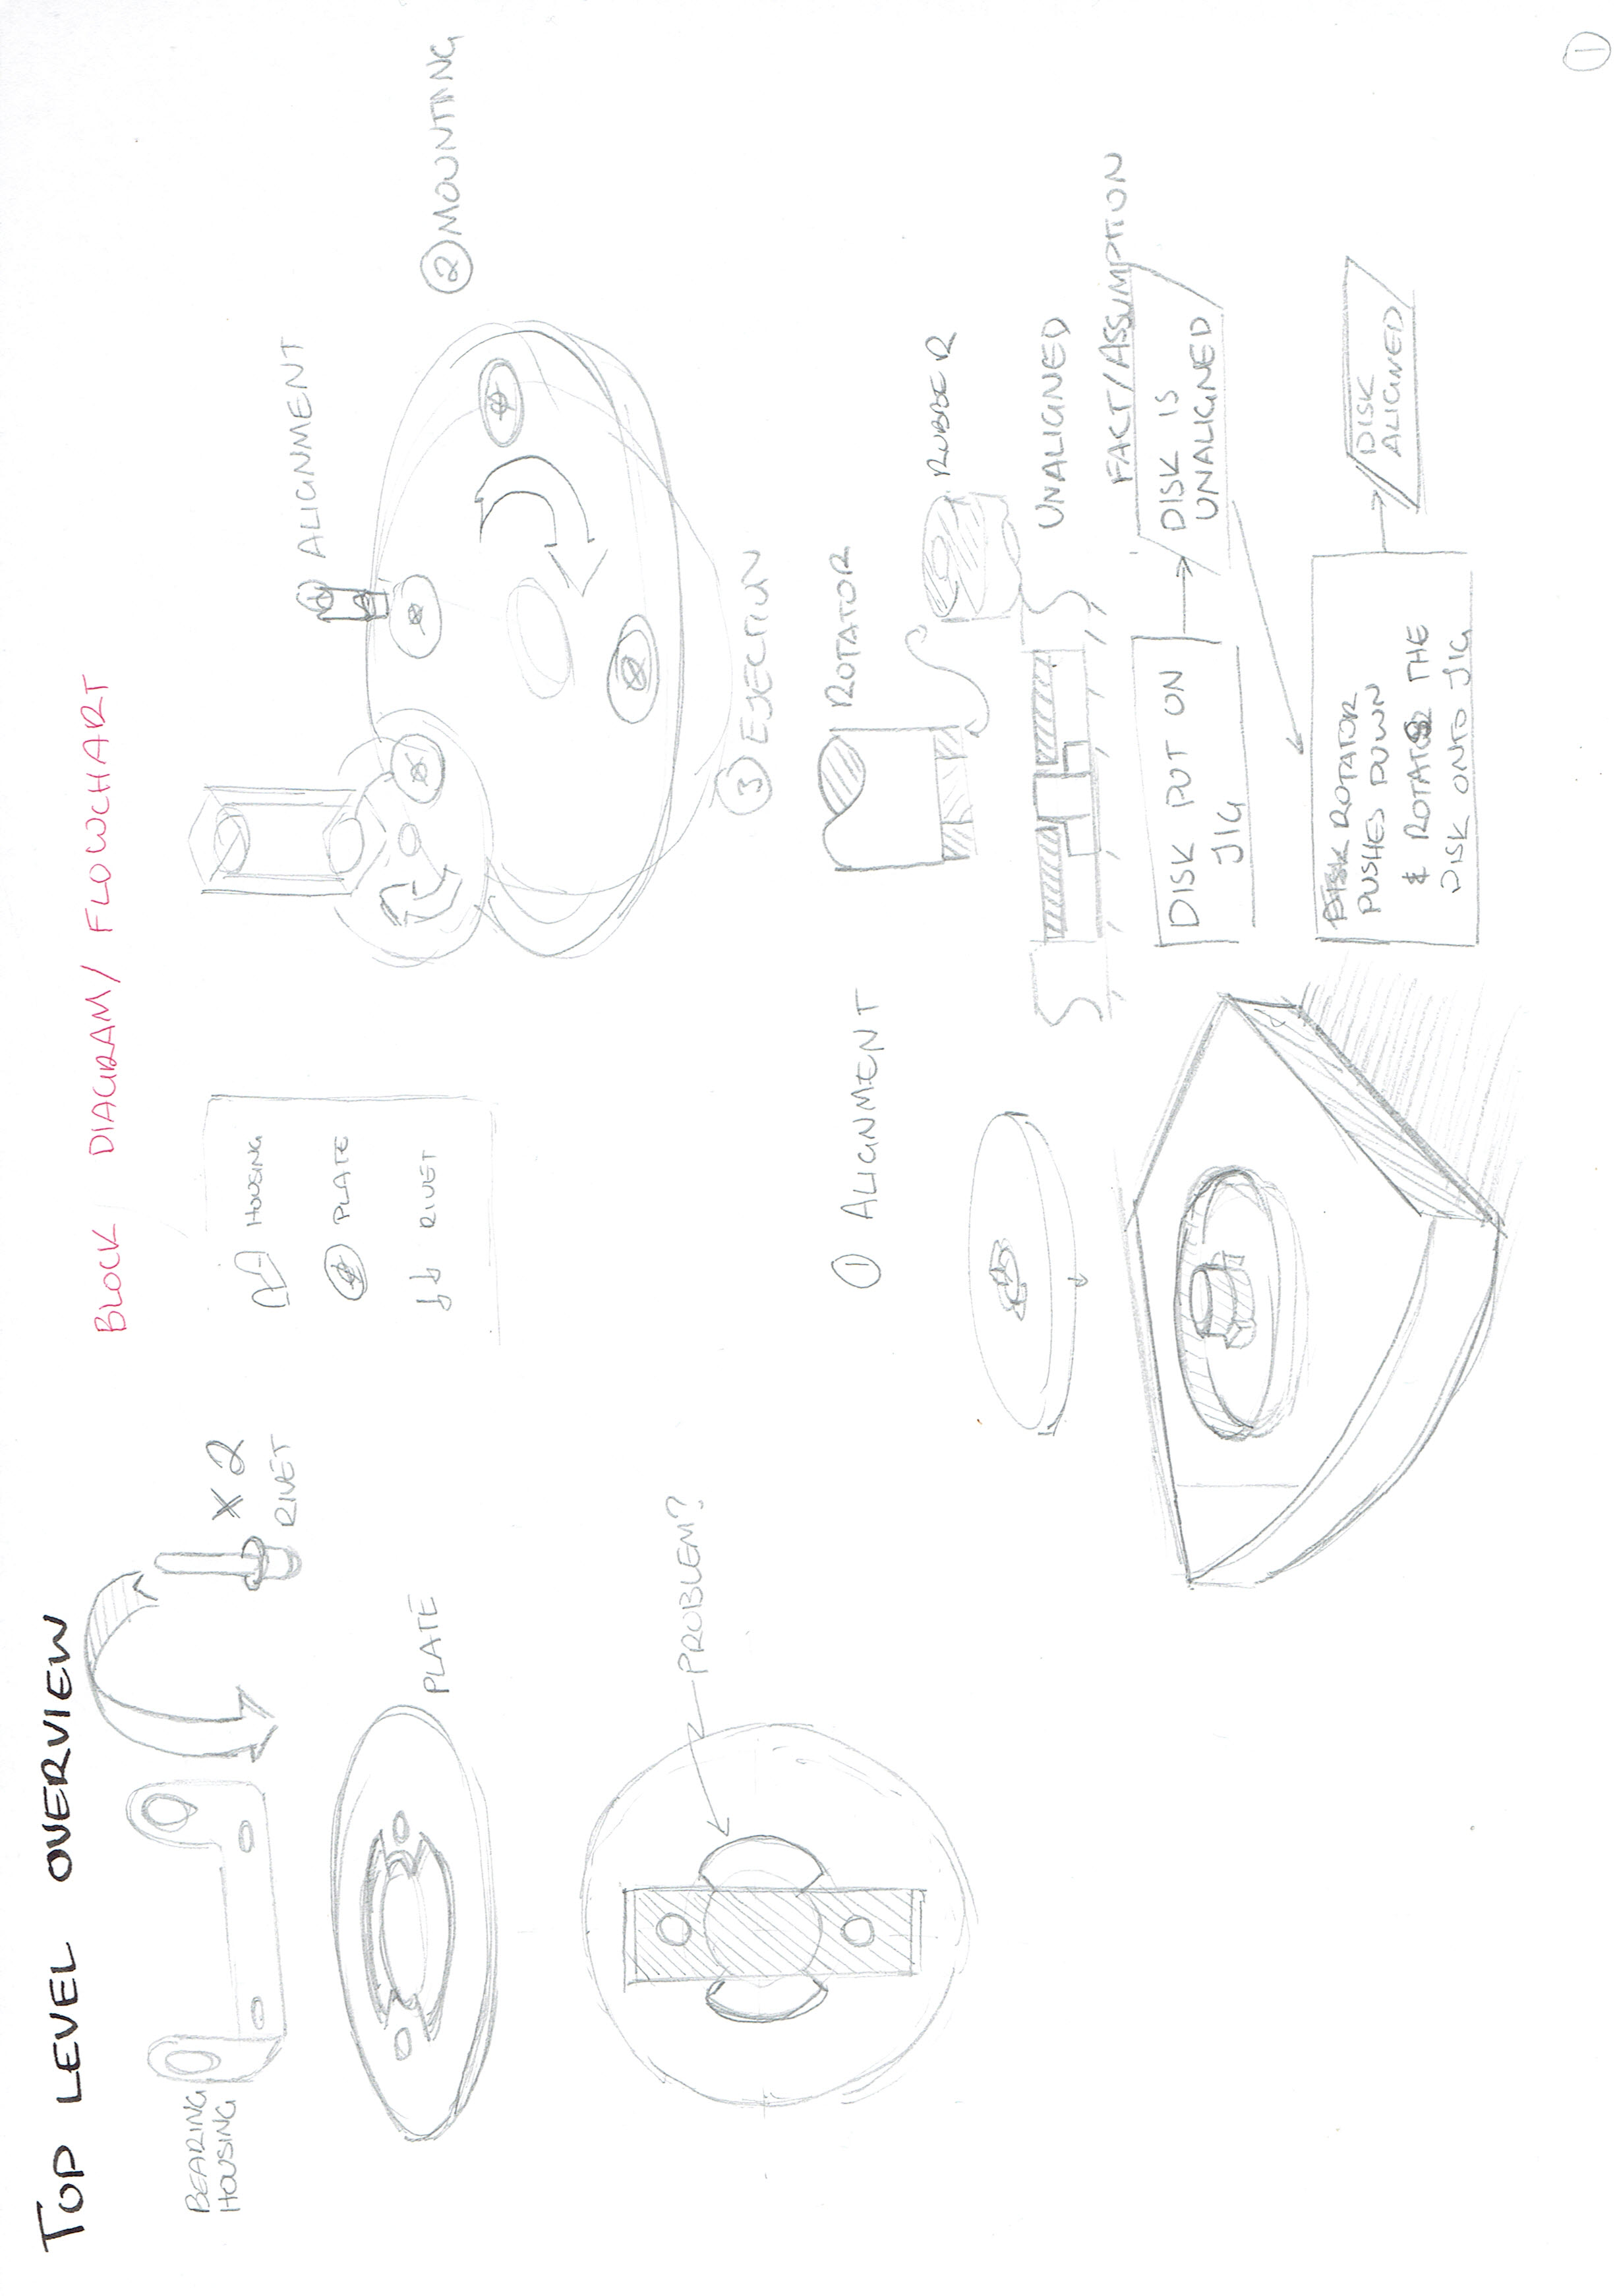 TOP LEVEL OVERVIEW
BLOCK DIAGRAM/ FLOWCHART
BEARING
HOUSING
X 2
RIVET
PLATE
HOUSING
PLATE
RIVET
1 ALIGNMENT
2 MOUNTING
3 EJECTION
PROBLEM?
1 ALIGNMENT
ROTATOR
RUBBER
UNALIGNED
FACT/ASSUMPTION
DISK PUT ON
JIG
DISK IS
UNALIGNED
DISK ROTATOR
PUSHES DOWN
& ROTATS THE
DISK ONTO JIG
DISK
ALIGNED
1